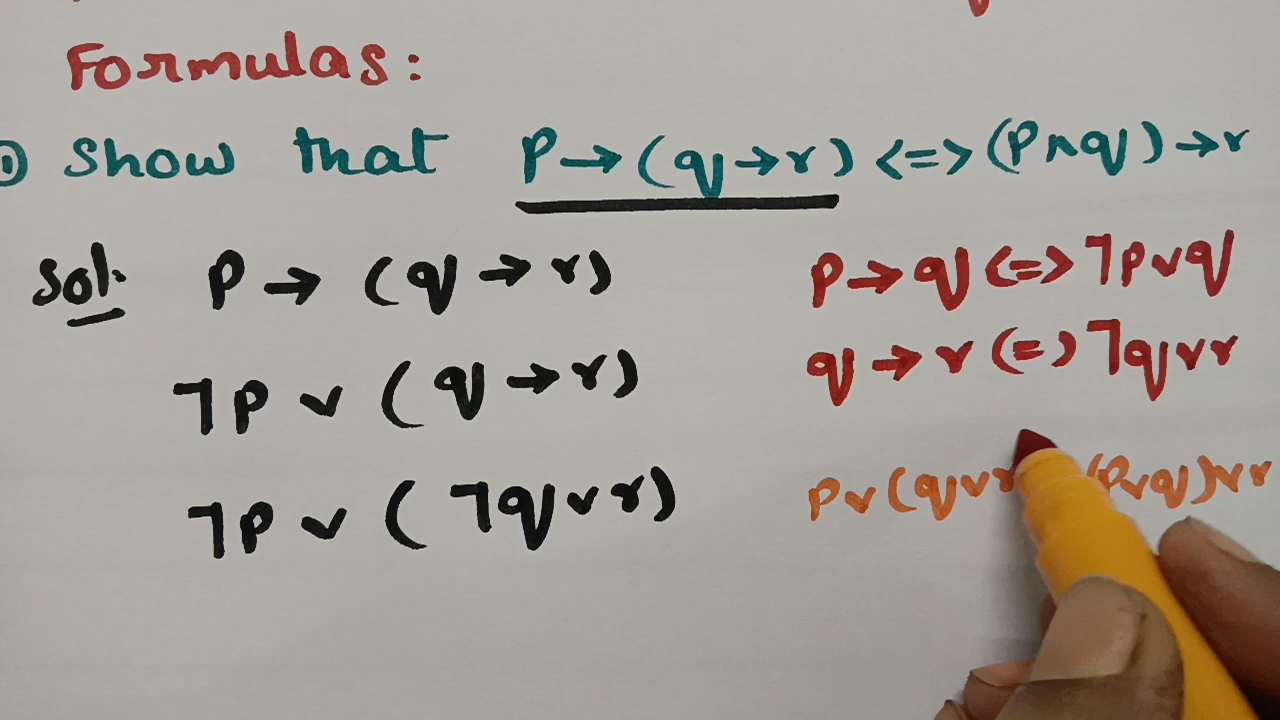 Formulas:
1) Show that P → (q → r) <=> (P ∧ q) → r
Sol: P → (q → r)
P → q <=> ¬P ∨ q
¬P ∨ (q → r)
q → r <=> ¬q ∨ r
¬P ∨ (¬q ∨ r)
P ∨ (q ∨ r (P ∨ q) ∨ r